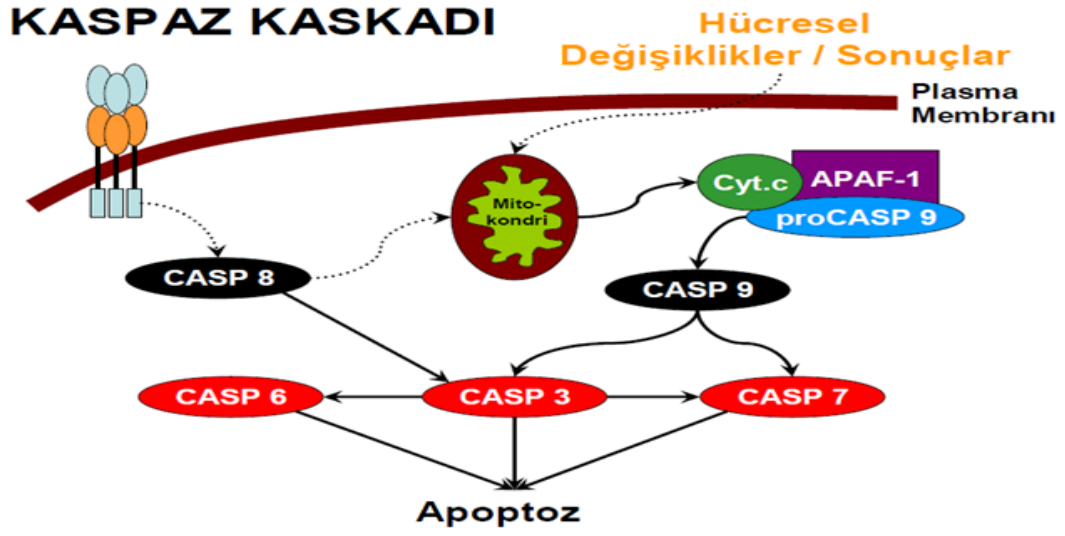 KASPAZ KASKADI
Hücresel
Değişiklikler / Sonuçlar
Plasma
Membranı
Mito-
kondri
Cyt.c
APAF-1
proCASP 9
CASP 8
CASP 9
CASP 6
CASP 3
CASP 7
Apoptoz